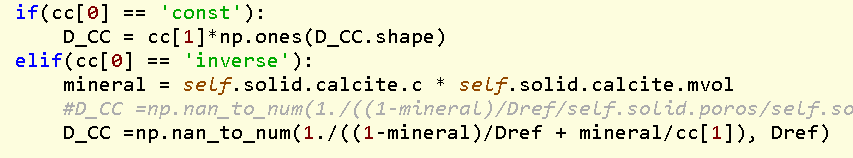 if(cc[0] == 'const'):
    D_CC = cc[1]*np.ones(D_CC.shape)
elif(cc[0] == 'inverse'):
    mineral = self.solid.calcite.c * self.solid.calcite.mvol
    #D_CC =np.nan_to_num(1./((1-mineral)/Dref/self.solid.poros/self.so
    D_CC =np.nan_to_num(1./((1-mineral)/Dref + mineral/cc[1]), Dref)